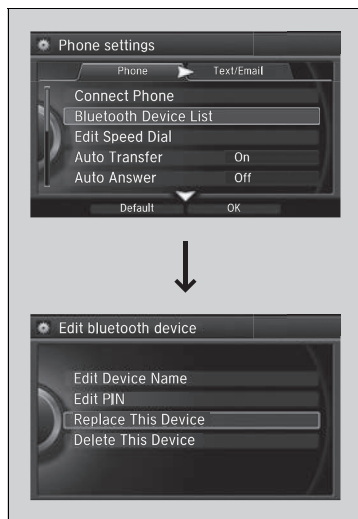 Phone settings
Phone Text/Email
Connect Phone
Bluetooth Device List
Edit Speed Dial
Auto Transfer On
Auto Answer Off
Default OK
Edit bluetooth device
Edit Device Name
Edit PIN
Replace This Device
Delete This Device